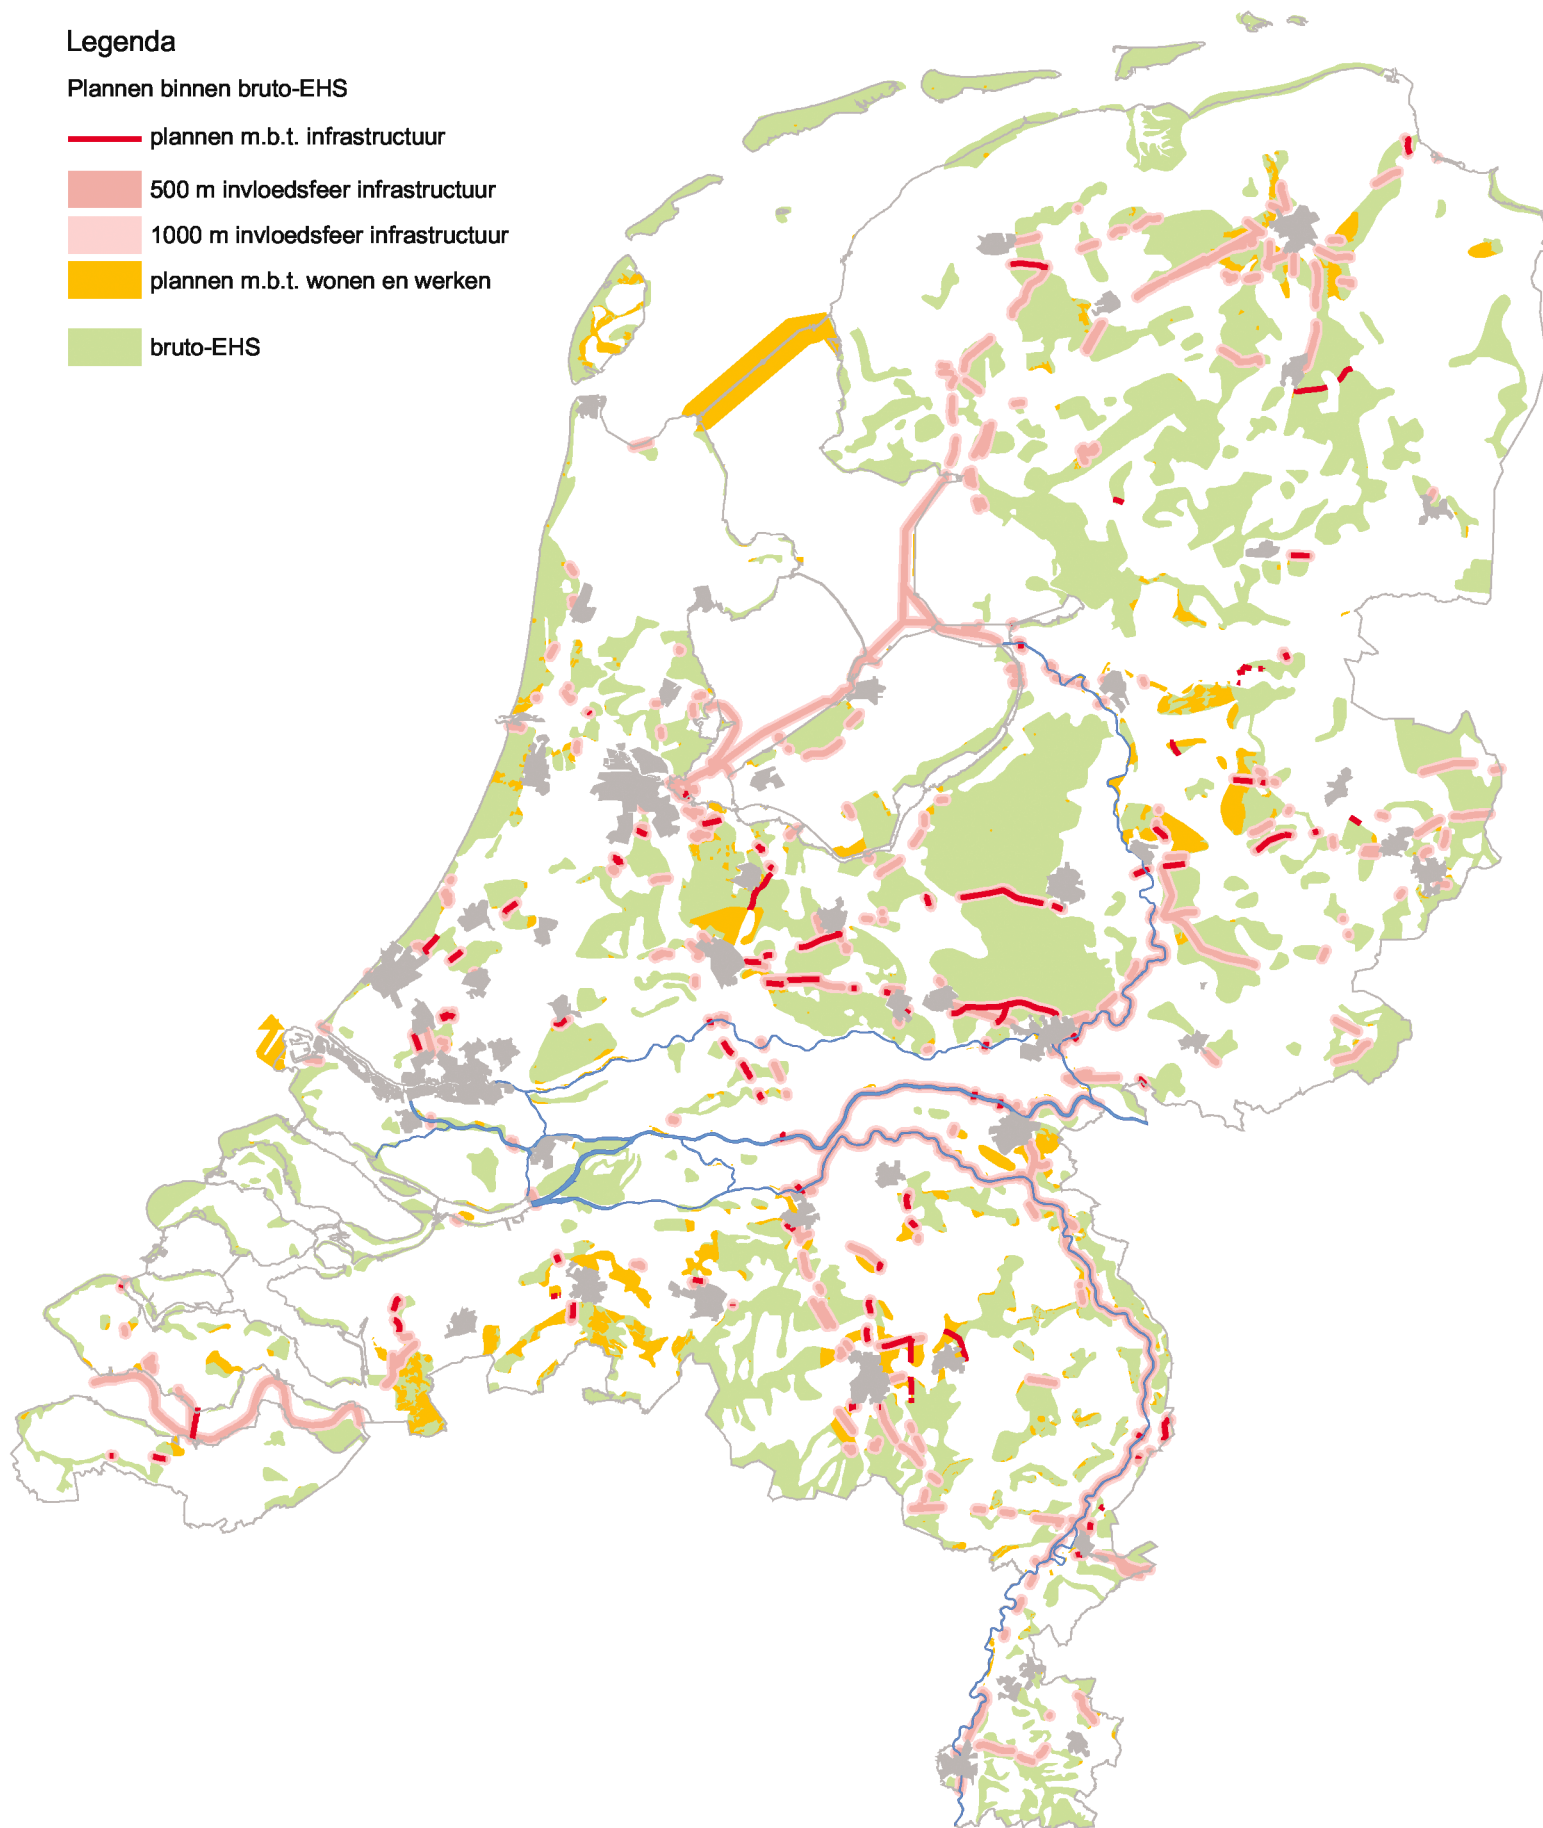 Legenda
Plannen binnen bruto-EHS
plannen m.b.t. infrastructuur
500 m invloedsfeer infrastructuur
1000 m invloedsfeer infrastructuur
plannen m.b.t. wonen en werken
bruto-EHS